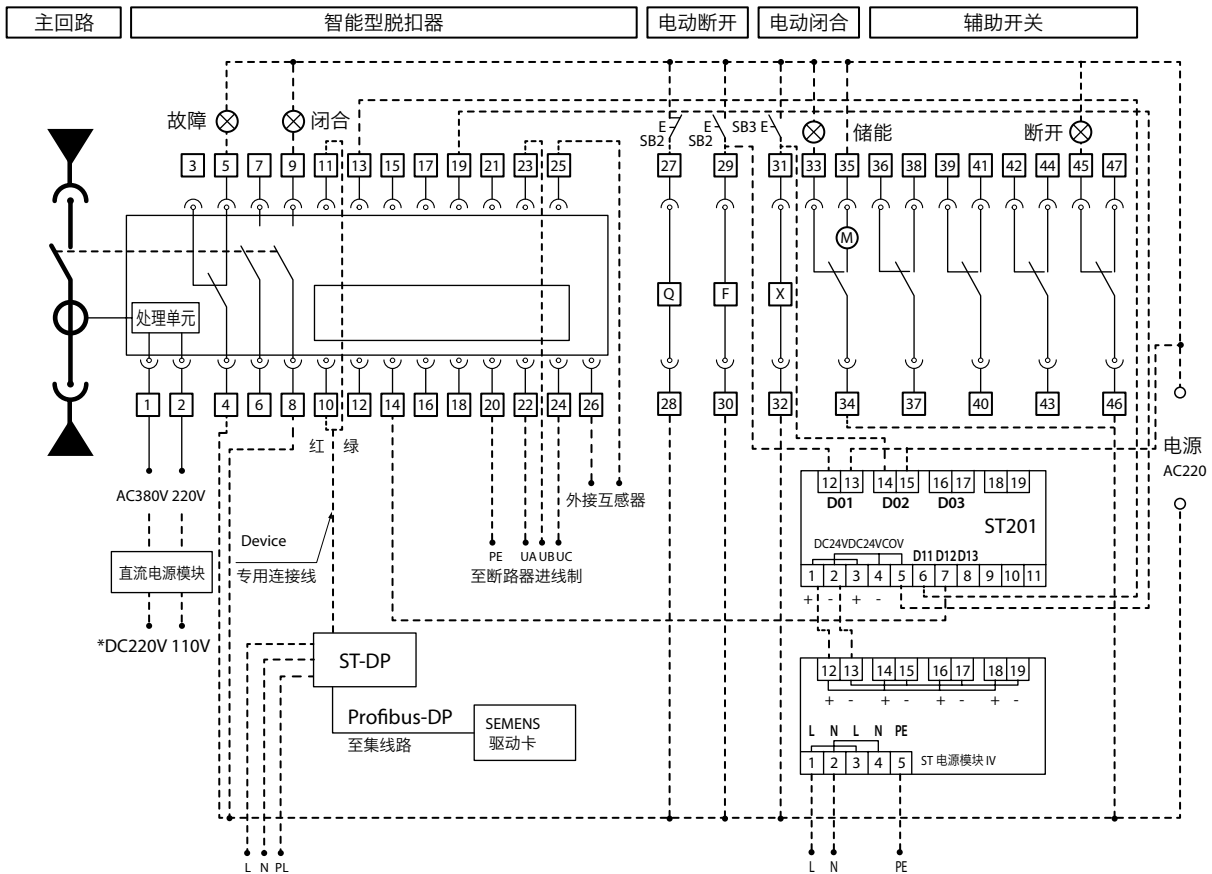 主回路 智能型脱扣器 电动断开 电动闭合 辅助开关
故障 闭合 E SB2 E SB2 SB3 E 储能 断开
3 5 7 9 11 13 15 17 19 21 23 25 27 29 31 33 35 36 38 39 41 42 44 45 47
M
处理单元 Q F X
1 2 4 6 8 10 12 14 16 18 20 22 24 26 28 30 32 34 37 40 43 46
红 绿
电源
AC220
AC380V 220V
外接互感器
12 13 14 15 16 17 18 19
D01 D02 D03
ST201
Device
专用连接线
PE UA UB UC
至断路器进线制
DC24VDC24VCOV D11 D12 D13
1 2 3 4 5 6 7 8 9 10 11
+ - + -
直流电源模块
*DC220V 110V
ST-DP
12 13 14 15 16 17 18 19
+ - + - + - + -
Profibus-DP
至集线路
SEMENS
驱动卡
L N L N PE
1 2 3 4 5 ST 电源模块 IV
L N PL L N PE